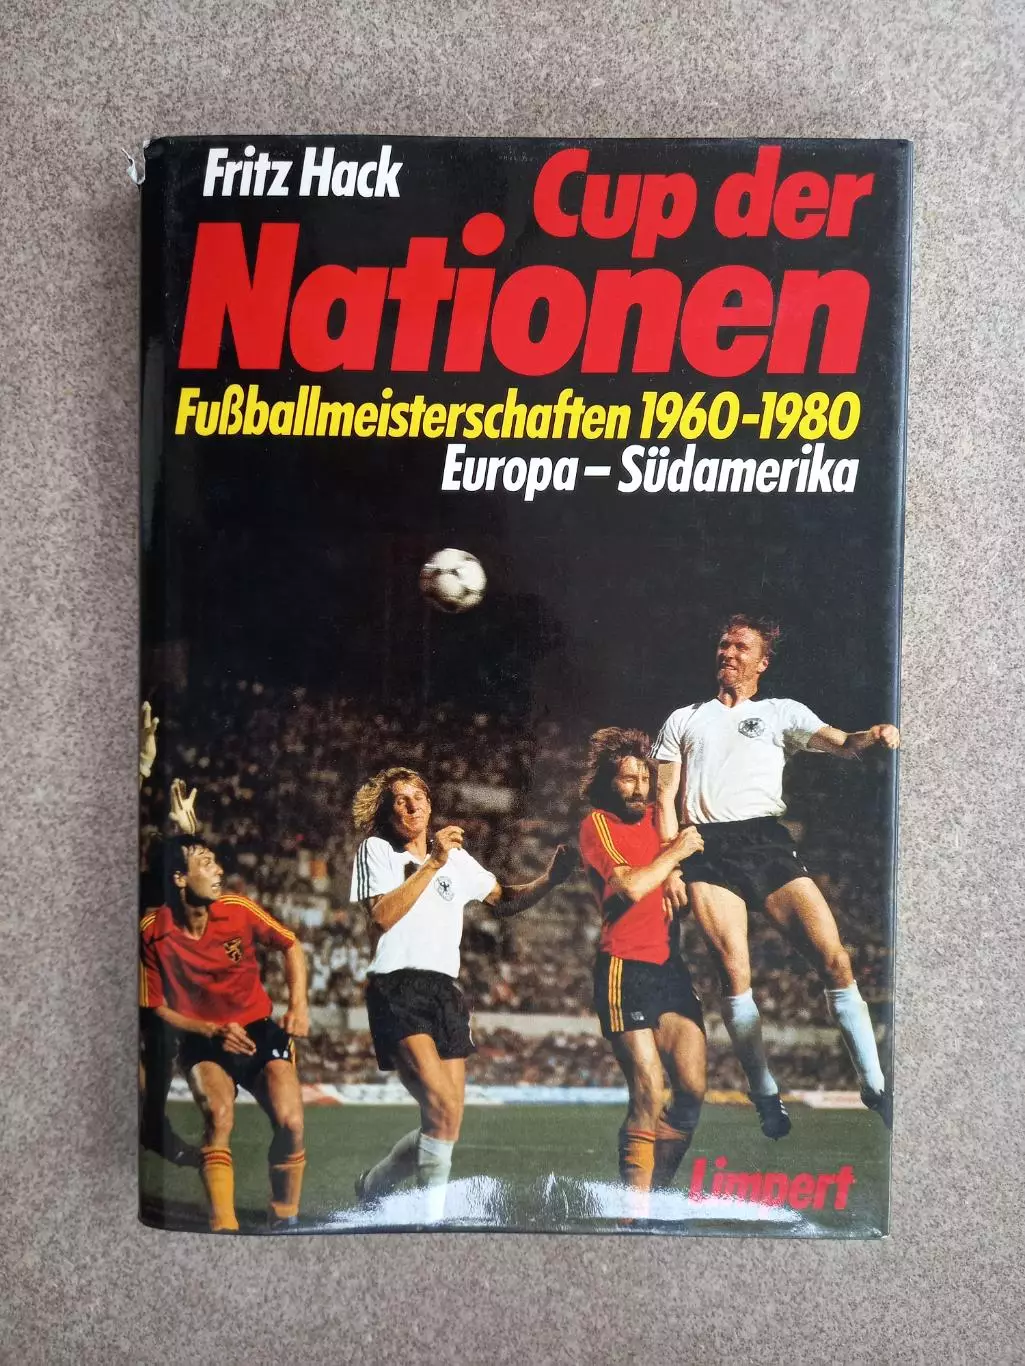 Fritz Hack
Cup der
Nationen
Fußballmeisterschaften 1960-1980
Europa – Südamerika
Limpert